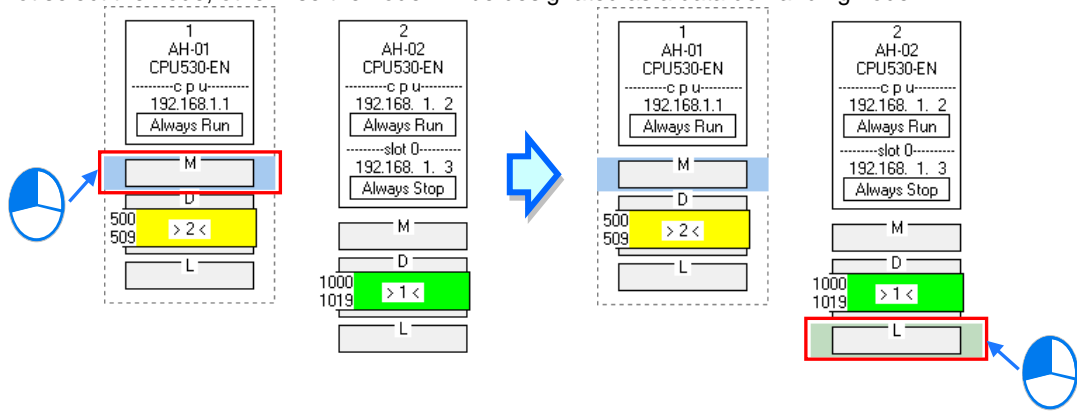 1
AH-01
CPU530-EN
-------c p u-------
192.168.1.1
Always Run
M
D
500
509
> 2 <
L
2
AH-02
CPU530-EN
-------c p u-------
192.168. 1. 2
Always Run
-------slot 0-------
192.168. 1. 3
Always Stop
M
D
1000
1019
> 1 <
L
1
AH-01
CPU530-EN
-------c p u-------
192.168.1.1
Always Run
M
D
500
509
> 2 <
L
2
AH-02
CPU530-EN
-------c p u-------
192.168. 1. 2
Always Run
-------slot 0-------
192.168. 1. 3
Always Stop
M
D
1000
1019
> 1 <
L